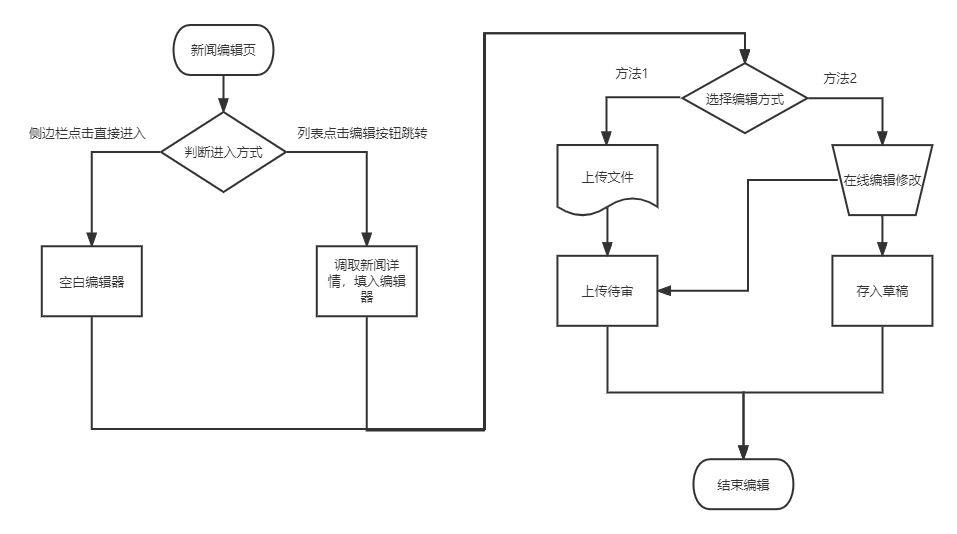 新闻编辑页
侧边栏点击直接进入
列表点击编辑按钮跳转
判断进入方式
空白编辑器
调取新闻详
情，填入编辑
器
方法1
方法2
选择编辑方式
上传文件
在线编辑修改
上传待审
存入草稿
结束编辑